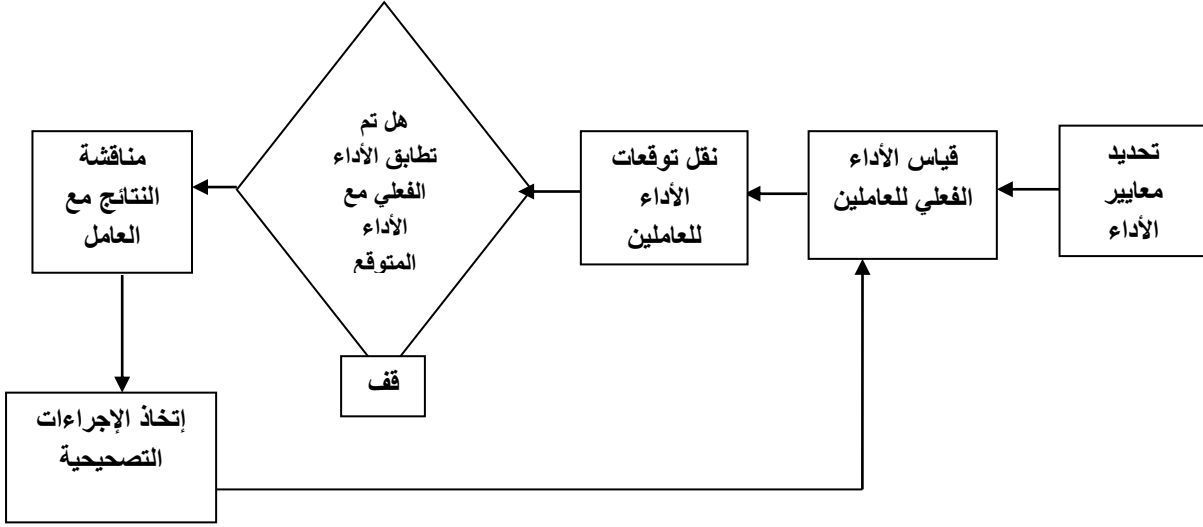 تحديد
معايير
الأداء
قياس الأداء
الفعلي للعاملين
نقل توقعات
الأداء
للعاملين
هل تم
تطابق الأداء
الفعلي مع
الأداء
المتوقع
قف
مناقشة
النتائج مع
العامل
إتخاذ الإجراءات
التصحيحية